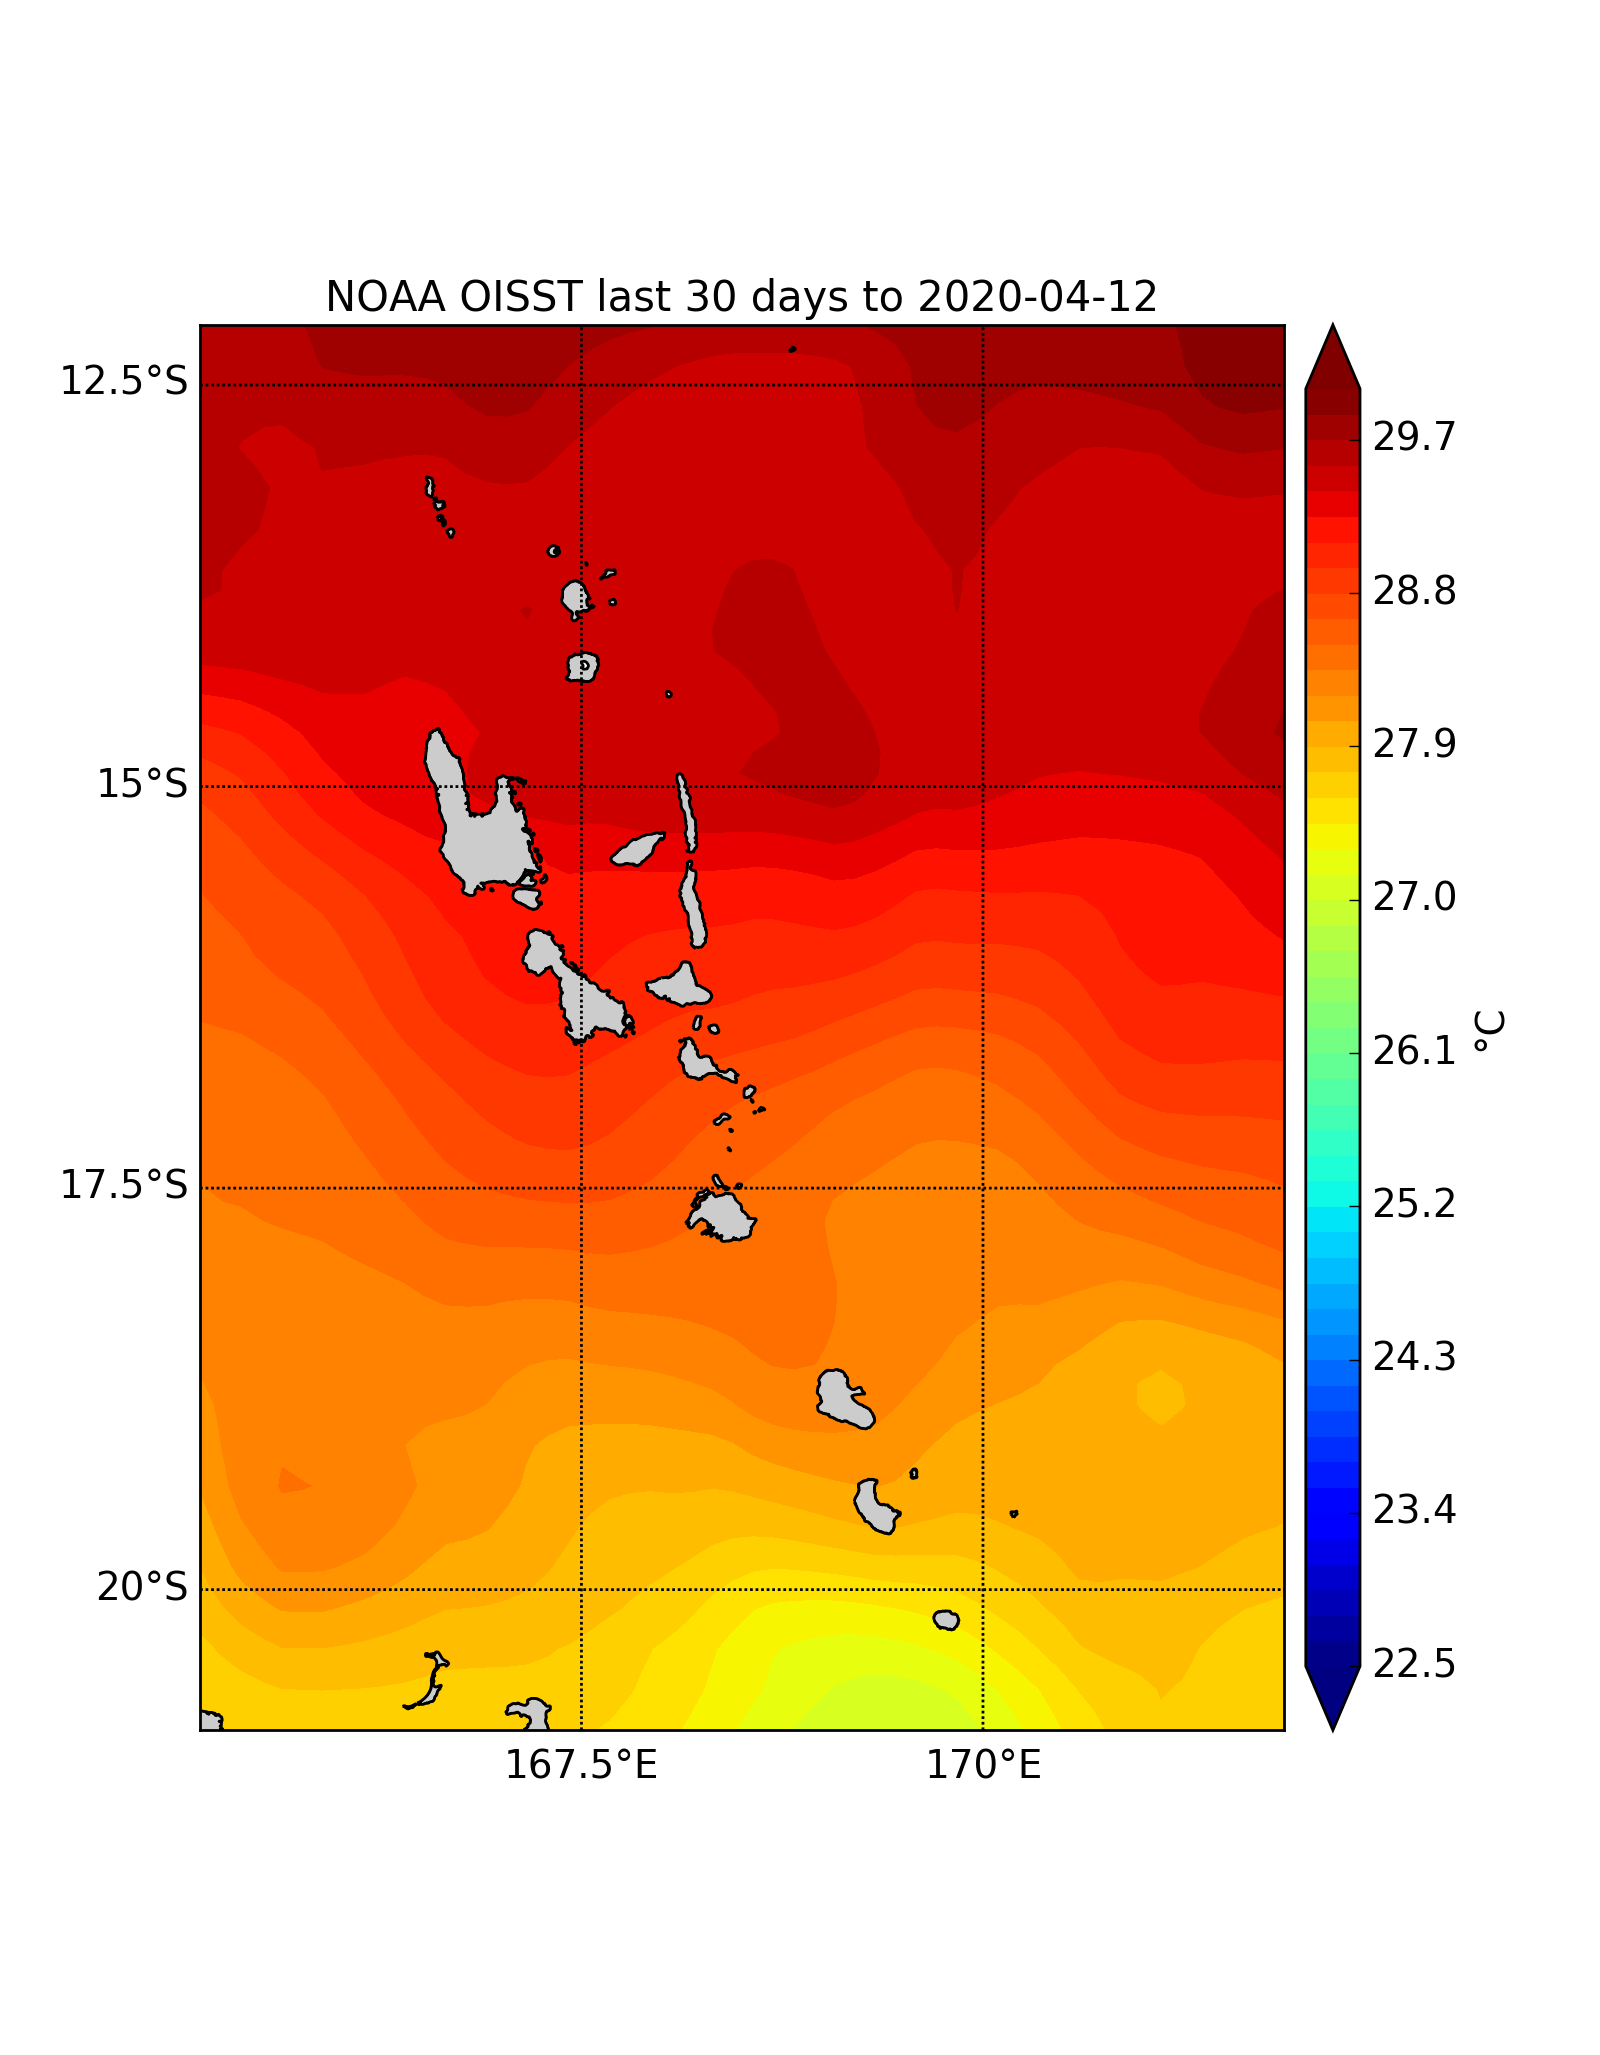 NOAA OISST last 30 days to 2020-04-12
12.5°S
15°S
17.5°S
20°S
167.5°E
170°E
29.7
28.8
27.9
27.0
26.1
25.2
24.3
23.4
22.5
°C